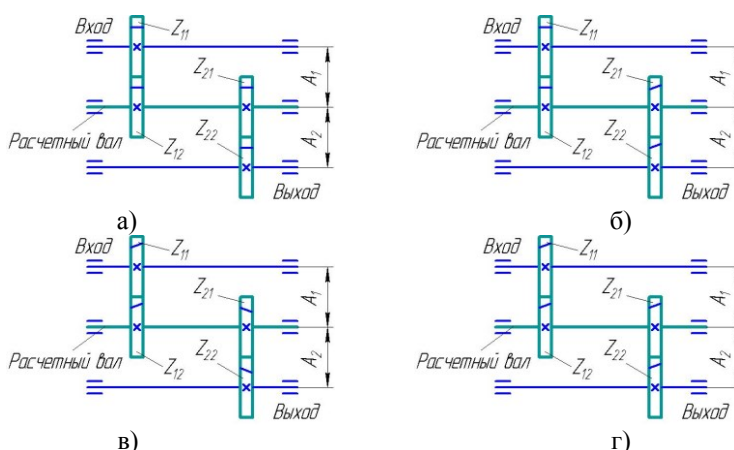 Вход
Z11
Z21
A1
Расчетный вал
Z12
Z22
A2
Выход
а)
Вход
Z11
Z21
A1
Расчетный вал
Z12
Z22
A2
Выход
б)
Вход
Z11
Z21
A1
Расчетный вал
Z12
Z22
A2
Выход
в)
Вход
Z11
Z21
A1
Расчетный вал
Z12
Z22
A2
Выход
г)